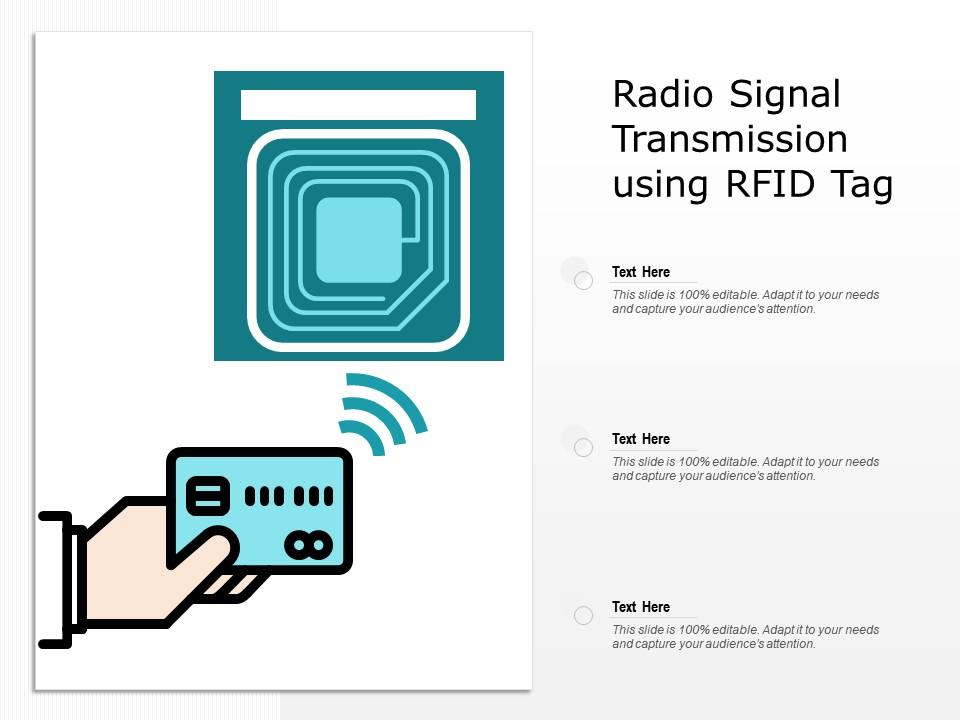 Radio Signal
Transmission
using RFID Tag
Text Here
This slide is 100% editable. Adapt it to your needs
and capture your audience's attention.
Text Here
This slide is 100% editable. Adapt it to your needs
and capture your audience's attention.
Text Here
This slide is 100% editable. Adapt it to your needs
and capture your audience's attention.